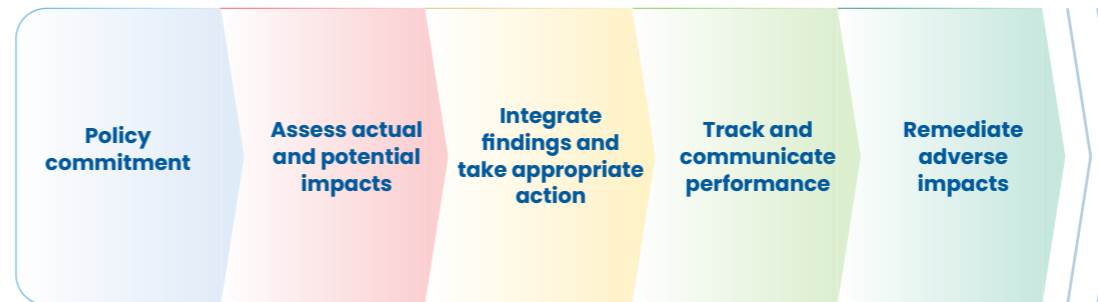 Policy
commitment
Assess actual
and potential
impacts
Integrate
findings and
take appropriate
action
Track and
communicate
performance
Remediate
adverse
impacts